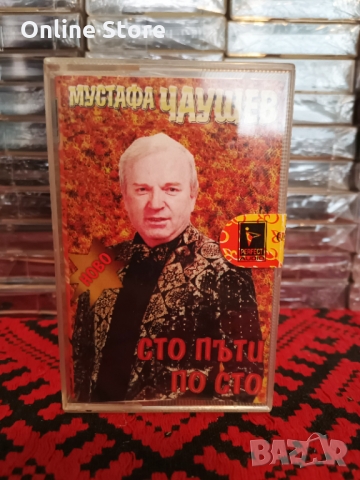 Online Store
МУСТАФА ЧАУШЕВ
СТО ПЪТИ
ПО СТО
BAZAR